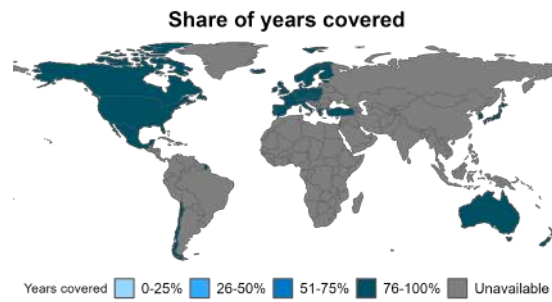 Share of years covered
Years covered 0-25% 26-50% 51-75% 76-100% Unavailable